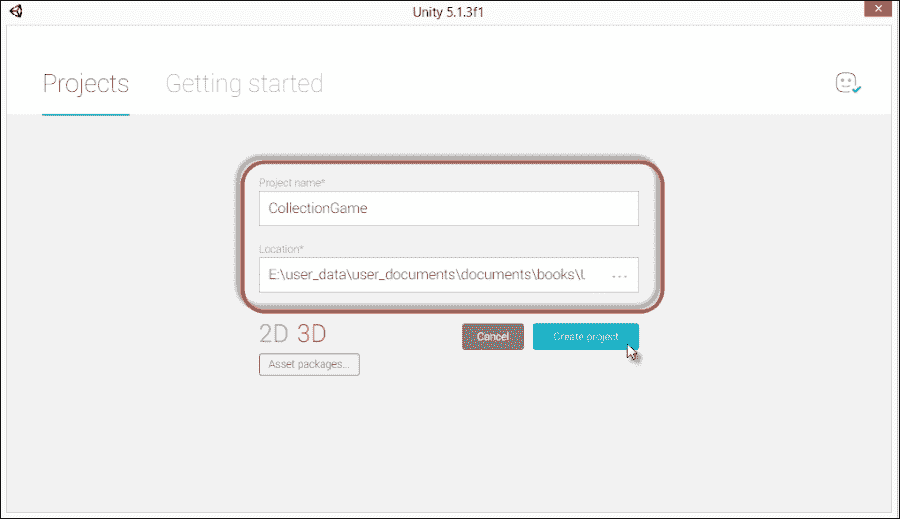 Unity 5.1.3f1
Projects Getting started
Project name*
CollectionGame
Location*
E:\user_data\user_documents\documents\books\U ...
2D 3D Cancel Create project
Asset packages...